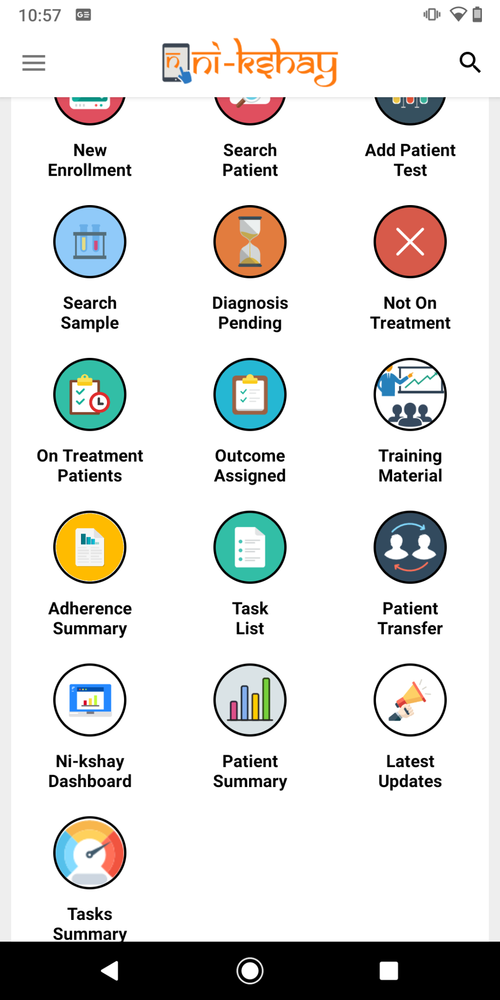 10:57
न ni-kshay
New
Enrollment
Search
Patient
Add Patient
Test
Search
Sample
Diagnosis
Pending
Not On
Treatment
On Treatment
Patients
Outcome
Assigned
Training
Material
Adherence
Summary
Task
List
Patient
Transfer
Ni-kshay
Dashboard
Patient
Summary
Latest
Updates
Tasks
Summary